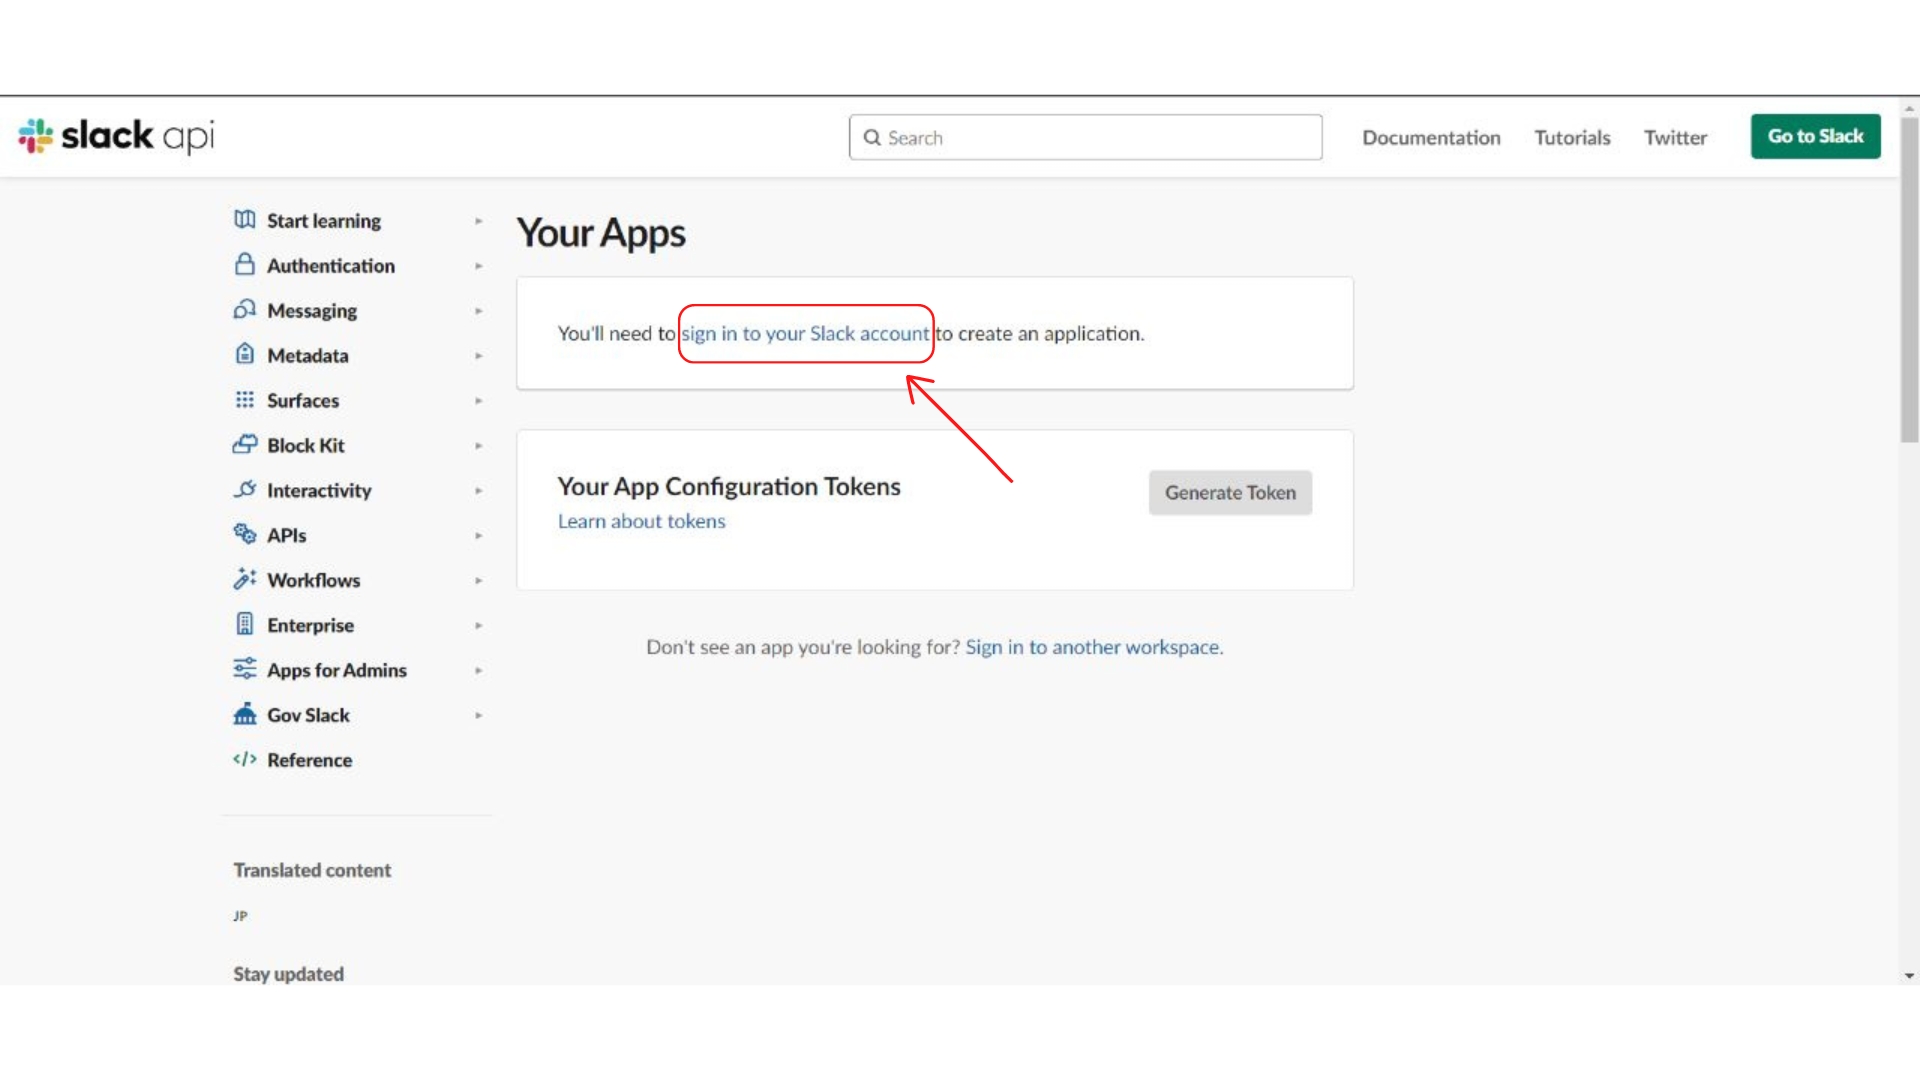 slack api
Search
Documentation
Tutorials
Twitter
Go to Slack
Start learning
Authentication
Messaging
Metadata
Surfaces
Block Kit
Interactivity
APIs
Workflows
Enterprise
Apps for Admins
Gov Slack
Reference
Translated content
JP
Stay updated
Your Apps
You'll need to sign in to your Slack account to create an application.
Your App Configuration Tokens
Generate Token
Learn about tokens
Don't see an app you're looking for? Sign in to another workspace.